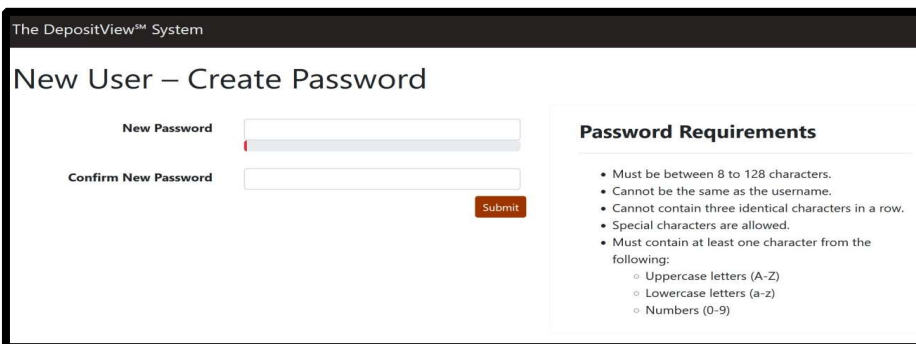 The DepositView℠ System
New User – Create Password
New Password
Confirm New Password
Submit
Password Requirements
• Must be between 8 to 128 characters.
• Cannot be the same as the username.
• Cannot contain three identical characters in a row.
• Special characters are allowed.
• Must contain at least one character from the
following:
◦ Uppercase letters (A-Z)
◦ Lowercase letters (a-z)
◦ Numbers (0-9)